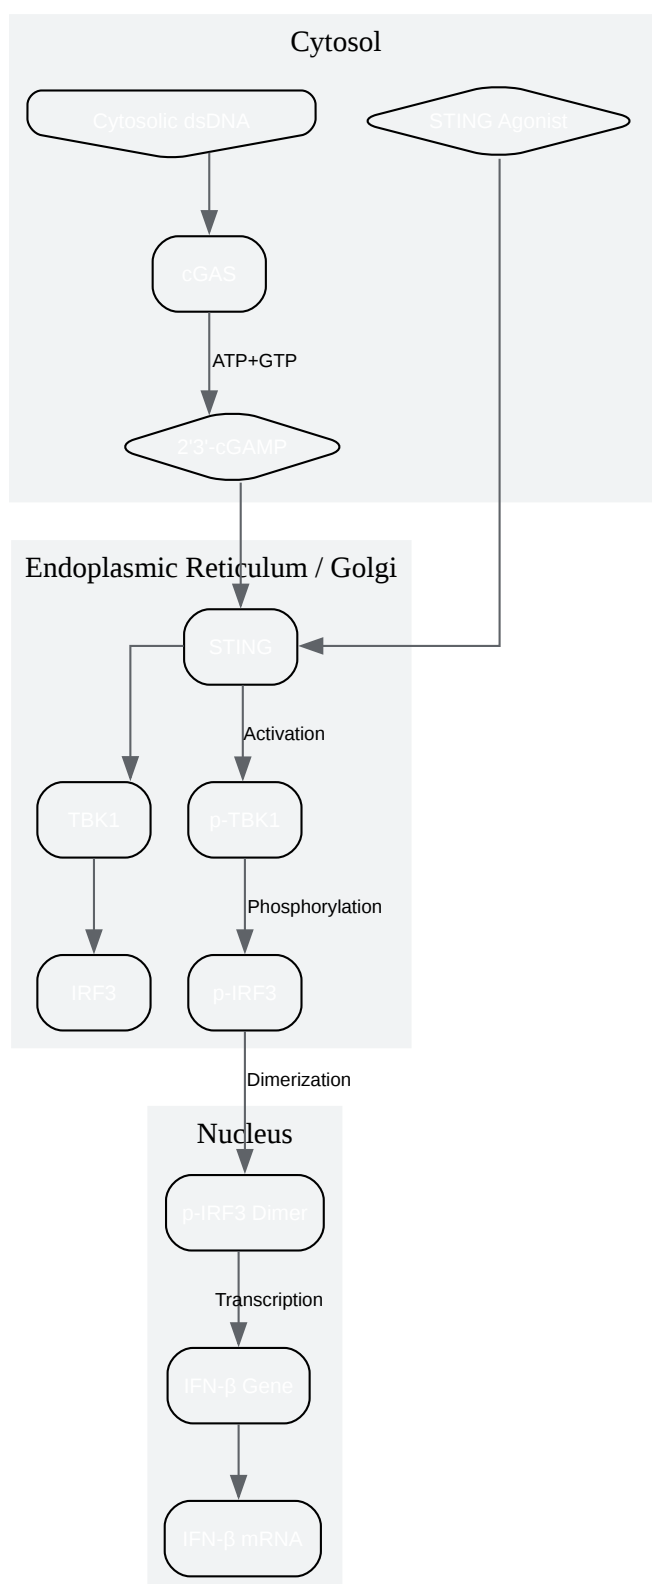 Cytosol
Cytosolic dsDNA
STING Agonist
cGAS
ATP+GTP
2'3'-cGAMP
Endoplasmic Reticulum / Golgi
STING
Activation
TBK1
p-TBK1
Phosphorylation
IRF3
p-IRF3
Dimerization
Nucleus
p-IRF3 Dimer
Transcription
IFN-β Gene
IFN-β mRNA